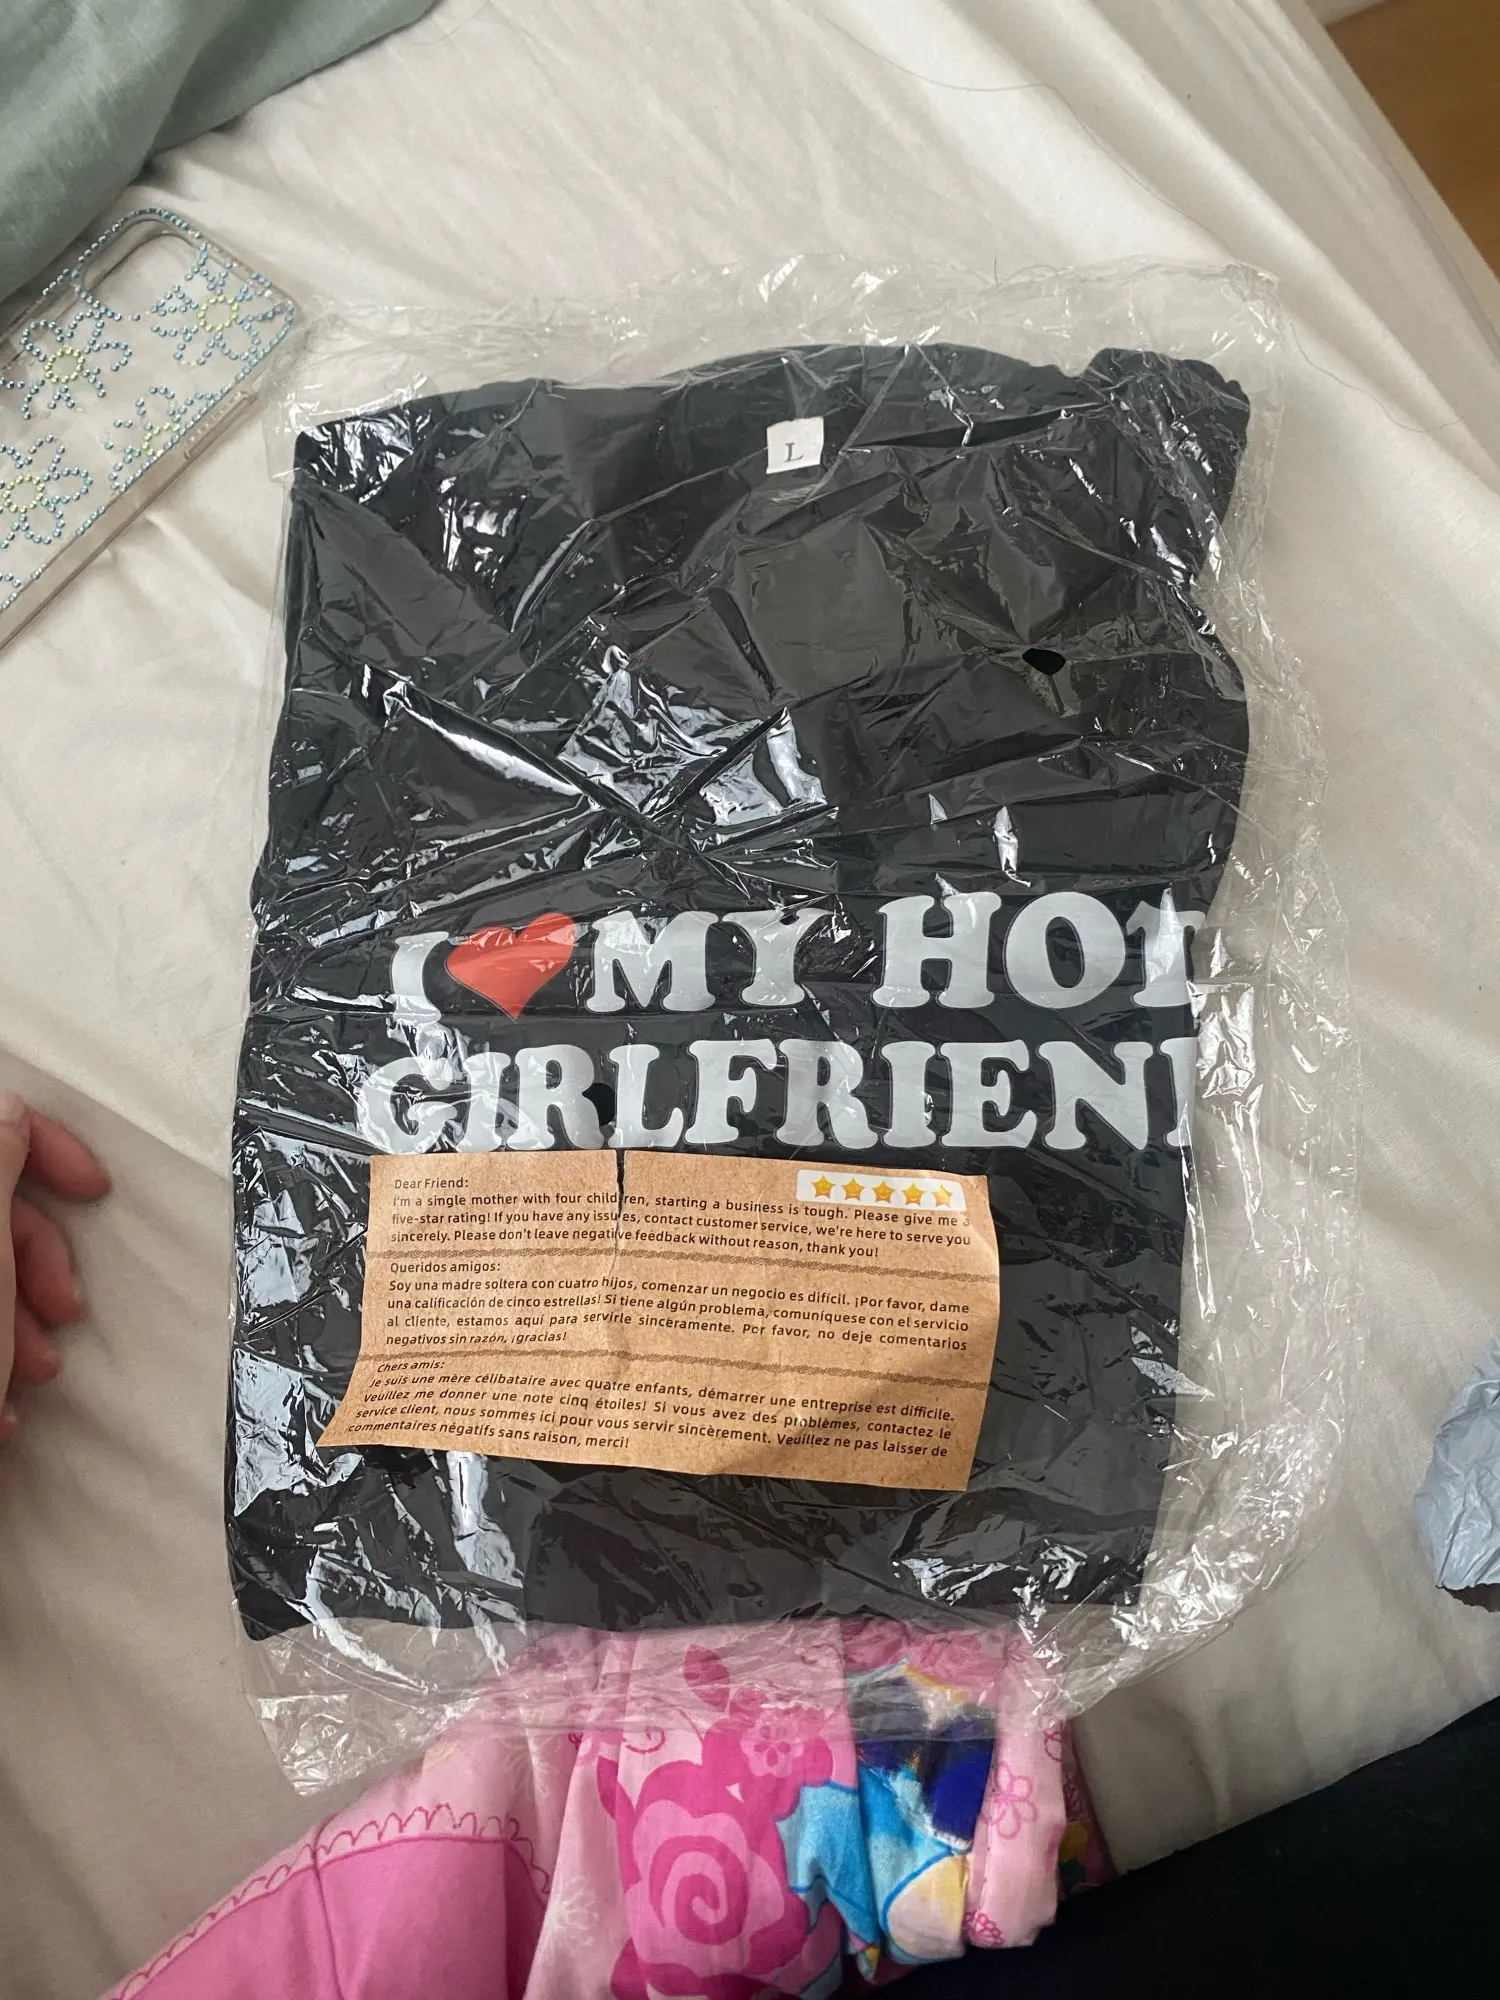 L
I MY HOT
GIRLFRIEN
Dear Friend:
I'm a single mother with four children, starting a business is tough. Please give me a
five-star rating! If you have any issues, contact customer service, we're here to serve you
sincerely. Please don't leave negative feedback without reason, thank you!
Queridos amigos:
Soy una madre soltera con cuatro hijos, comenzar un negocio es difícil. ¡Por favor, dame
una calificación de cinco estrellas! Si tiene algún problema, comuníquese con el servicio
al cliente, estamos aquí para servirle sinceramente. Por favor, no deje comentarios
negativos sin razón, ¡gracias!
Chers amis:
Je suis une mère célibataire avec quatre enfants, démarrer une entreprise est difficile.
Veuillez me donner une note cinq étoiles! Si vous avez des problèmes, contactez le
service client, nous sommes ici pour vous servir sincèrement. Veuillez ne pas laisser de
commentaires négatifs sans raison, merci!